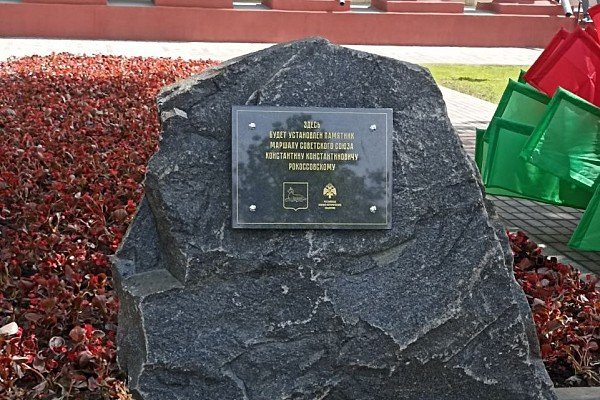 ЗДЕСЬ
БУДЕТ УСТАНОВЛЕН ПАМЯТНИК
МАРШАЛУ СОВЕТСКОГО СОЮЗА
КОНСТАНТИНУ КОНСТАНТИНОВИЧУ
РОКОССОВСКОМУ